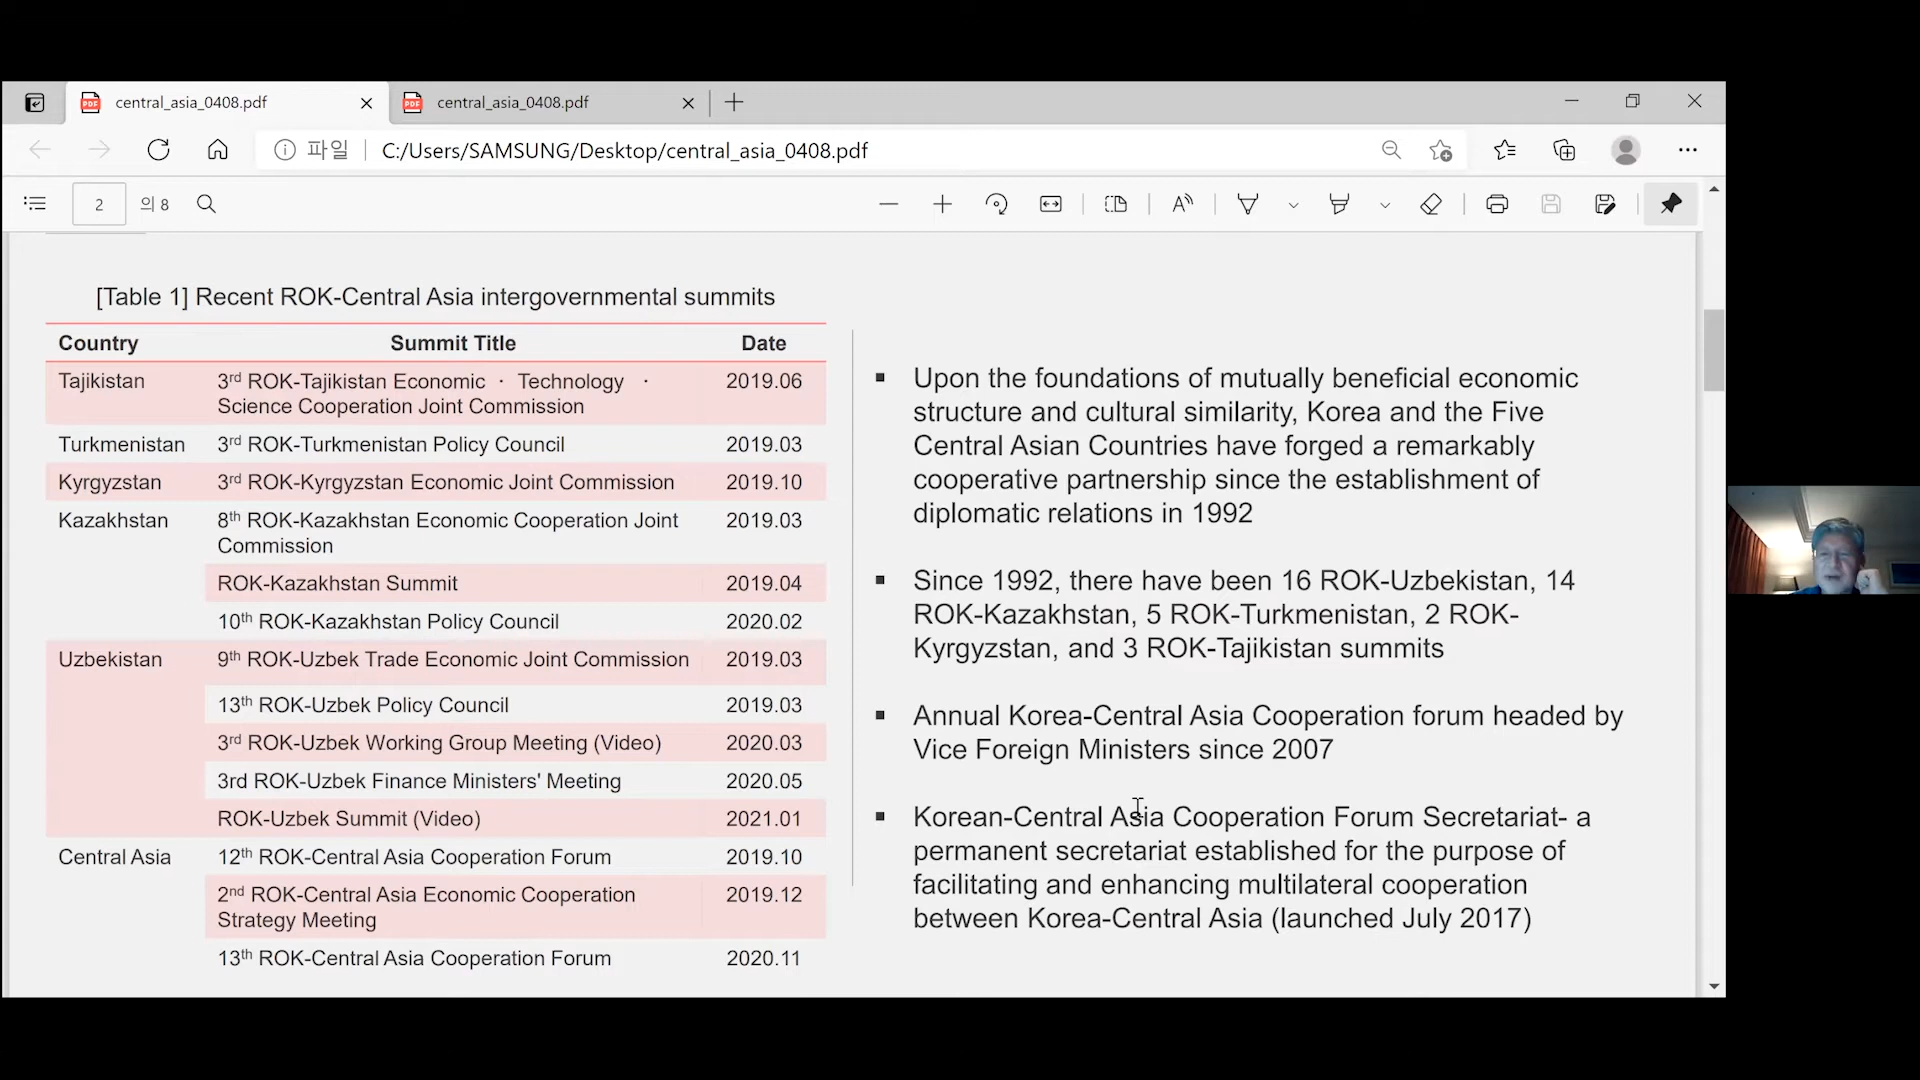 central_asia_0408.pdf
central_asia_0408.pdf
파일
C:/Users/SAMSUNG/Desktop/central_asia_0408.pdf
2 의 8
[Table 1] Recent ROK-Central Asia intergovernmental summits
Country Summit Title Date
Tajikistan 3rd ROK-Tajikistan Economic · Technology · 2019.06
Science Cooperation Joint Commission
Turkmenistan 3rd ROK-Turkmenistan Policy Council 2019.03
Kyrgyzstan 3rd ROK-Kyrgyzstan Economic Joint Commission 2019.10
Kazakhstan 8th ROK-Kazakhstan Economic Cooperation Joint 2019.03
Commission
ROK-Kazakhstan Summit 2019.04
10th ROK-Kazakhstan Policy Council 2020.02
Uzbekistan 9th ROK-Uzbek Trade Economic Joint Commission 2019.03
13th ROK-Uzbek Policy Council 2019.03
3rd ROK-Uzbek Working Group Meeting (Video) 2020.03
3rd ROK-Uzbek Finance Ministers' Meeting 2020.05
ROK-Uzbek Summit (Video) 2021.01
Central Asia 12th ROK-Central Asia Cooperation Forum 2019.10
2nd ROK-Central Asia Economic Cooperation 2019.12
Strategy Meeting
13th ROK-Central Asia Cooperation Forum 2020.11
▪ Upon the foundations of mutually beneficial economic
structure and cultural similarity, Korea and the Five
Central Asian Countries have forged a remarkably
cooperative partnership since the establishment of
diplomatic relations in 1992
▪ Since 1992, there have been 16 ROK-Uzbekistan, 14
ROK-Kazakhstan, 5 ROK-Turkmenistan, 2 ROK-
Kyrgyzstan, and 3 ROK-Tajikistan summits
▪ Annual Korea-Central Asia Cooperation forum headed by
Vice Foreign Ministers since 2007
▪ Korean-Central Asia Cooperation Forum Secretariat- a
permanent secretariat established for the purpose of
facilitating and enhancing multilateral cooperation
between Korea-Central Asia (launched July 2017)